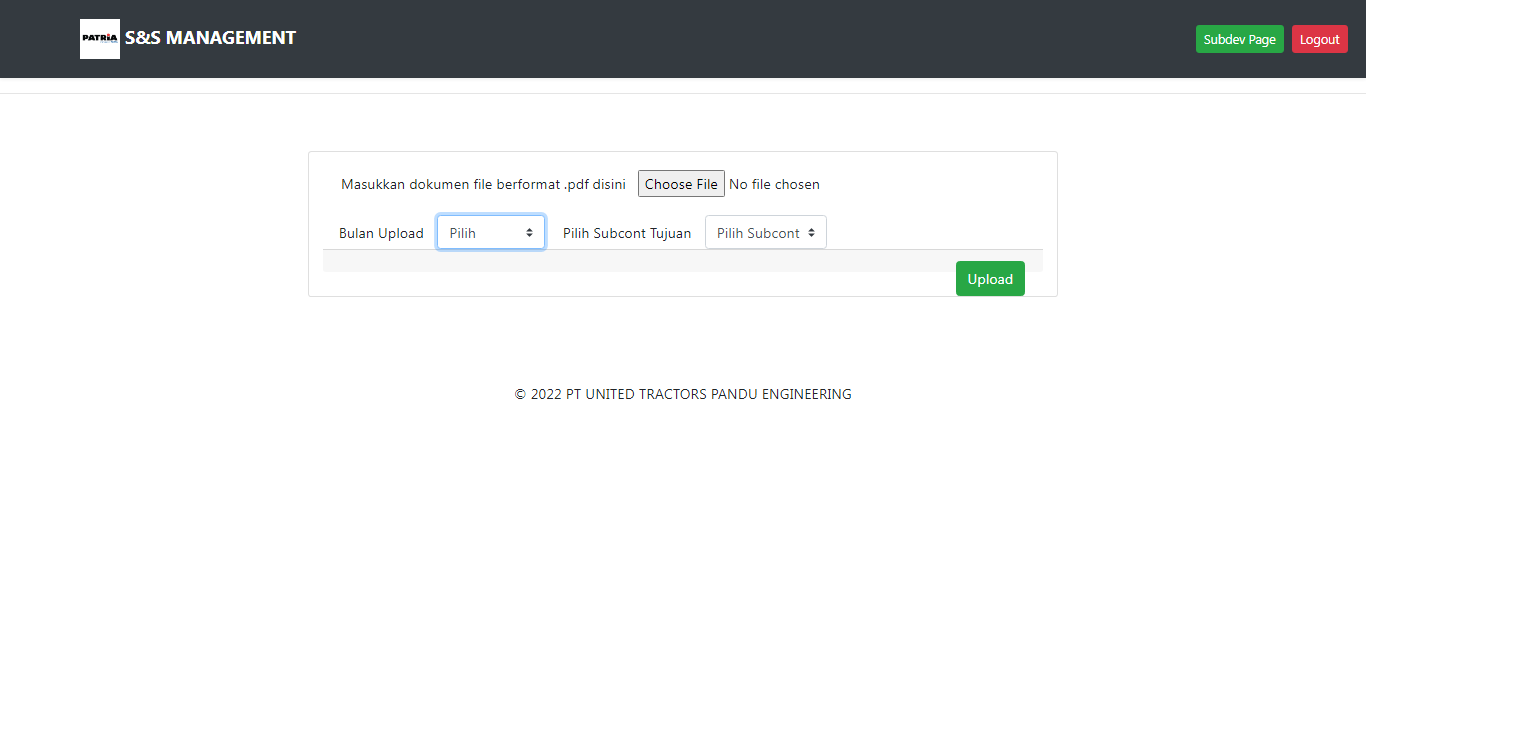 PATRIA S&S MANAGEMENT
Subdev Page Logout
Masukkan dokumen file berformat .pdf disini Choose File No file chosen
Bulan Upload Pilih Pilih Subcont Tujuan Pilih Subcont
Upload
© 2022 PT UNITED TRACTORS PANDU ENGINEERING